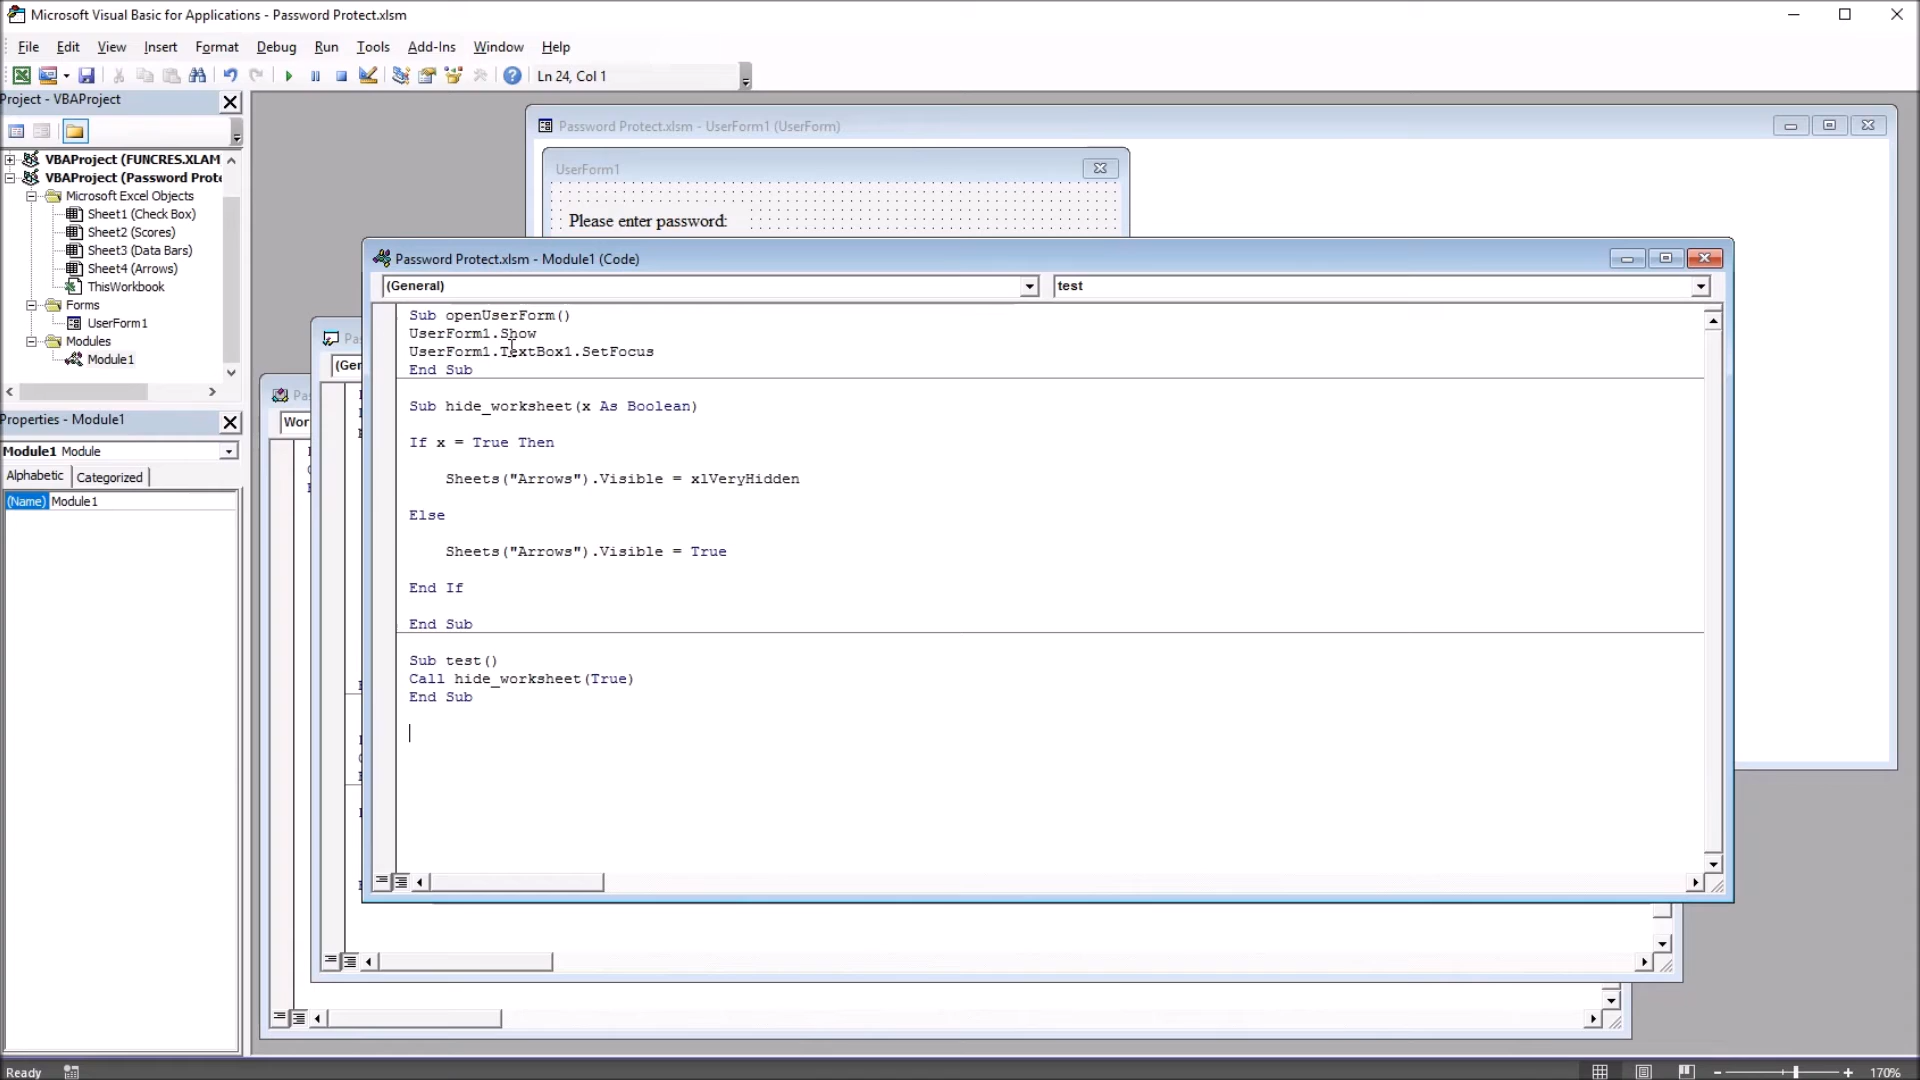 Microsoft Visual Basic for Applications - Password Protect.xlsm
File Edit View Insert Format Debug Run Tools Add-Ins Window Help
Ln 24, Col 1
Project - VBAProject
VBAProject (FUNCRES.XLAM
VBAProject (Password Prote
Microsoft Excel Objects
Sheet1 (Check Box)
Sheet2 (Scores)
Sheet3 (Data Bars)
Sheet4 (Arrows)
ThisWorkbook
Forms
UserForm1
Modules
Module1
Properties - Module1
Module1 Module
Alphabetic Categorized
(Name) Module1
Password Protect.xlsm - UserForm1 (UserForm)
UserForm1
Please enter password:
Pa
(Ger
Pa
Wor
Password Protect.xlsm - Module1 (Code)
(General) test
Sub openUserForm()
UserForm1.Show
UserForm1.TextBox1.SetFocus
End Sub
Sub hide_worksheet(x As Boolean)
If x = True Then
Sheets("Arrows").Visible = xlVeryHidden
Else
Sheets("Arrows").Visible = True
End If
End Sub
Sub test()
Call hide_worksheet(True)
End Sub
Ready
170%